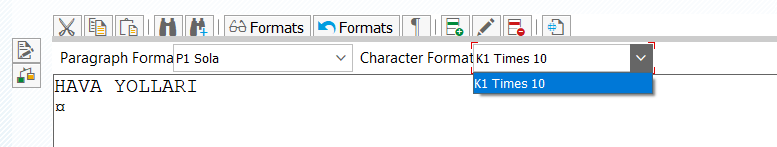 Formats Formats ¶
Paragraph Forma P1 Sola Character Format K1 Times 10
K1 Times 10
HAVA YOLLARI
¤